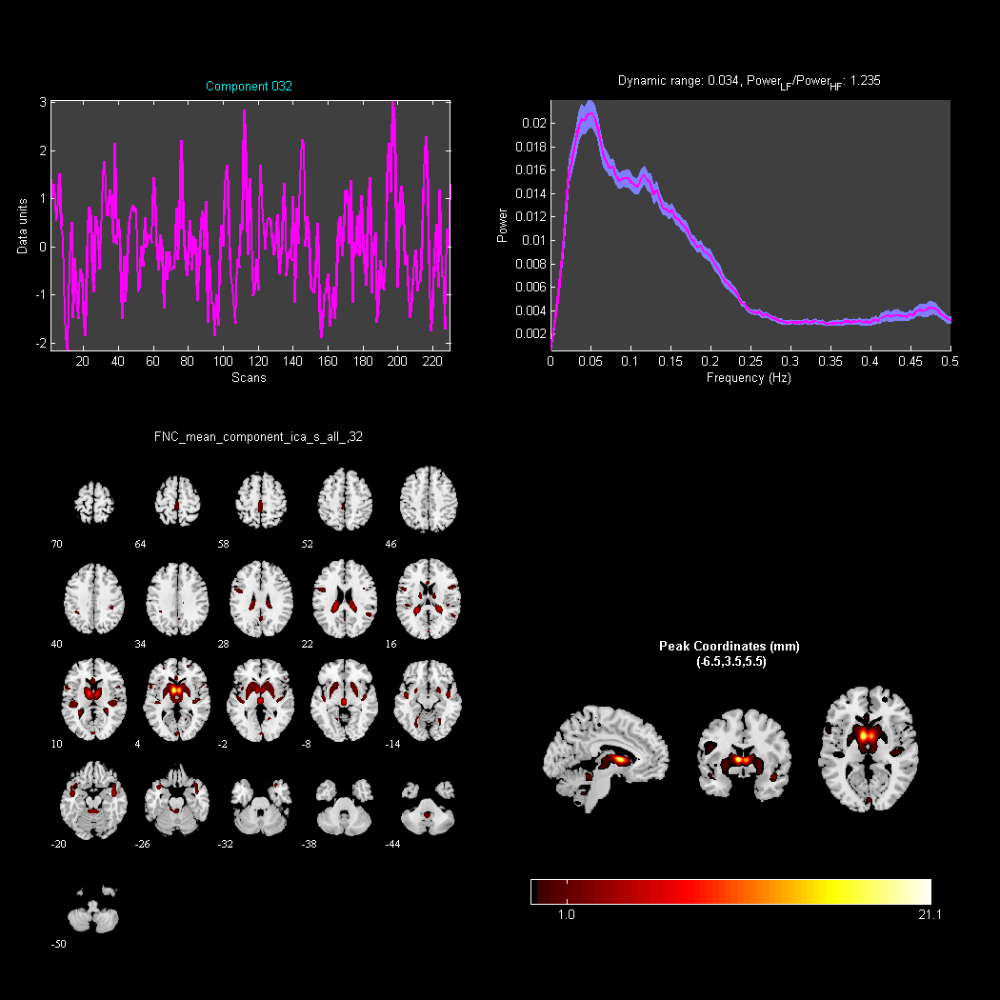 Component 032
3
2
1
0
-1
-2
Data units
20 40 60 80 100 120 140 160 180 200 220
Scans
Dynamic range: 0.034, PowerLF/PowerHF: 1.235
0.02
0.018
0.016
0.014
0.012
0.01
0.008
0.006
0.004
0.002
Power
0 0.05 0.1 0.15 0.2 0.25 0.3 0.35 0.4 0.45 0.5
Frequency (Hz)
FNC_mean_component_ica_s_all_,32
70 64 58 52 46
40 34 28 22 16
10 4 -2 -8 -14
-20 -26 -32 -38 -44
-50
Peak Coordinates (mm)
(-6.5,3.5,5.5)
1.0 21.1